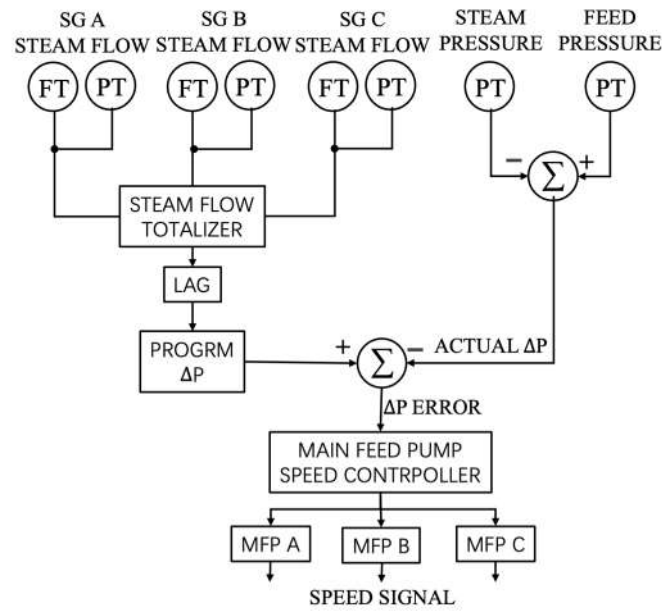 SG A
STEAM FLOW
SG B
STEAM FLOW
SG C
STEAM FLOW
STEAM
PRESSURE
FEED
PRESSURE
FT
PT
FT
PT
FT
PT
PT
PT
− Σ +
STEAM FLOW
TOTALIZER
LAG
PROGRM
ΔP
+ Σ −
ACTUAL ΔP
ΔP ERROR
MAIN FEED PUMP
SPEED CONTRPOLLER
MFP A
MFP B
MFP C
SPEED SIGNAL